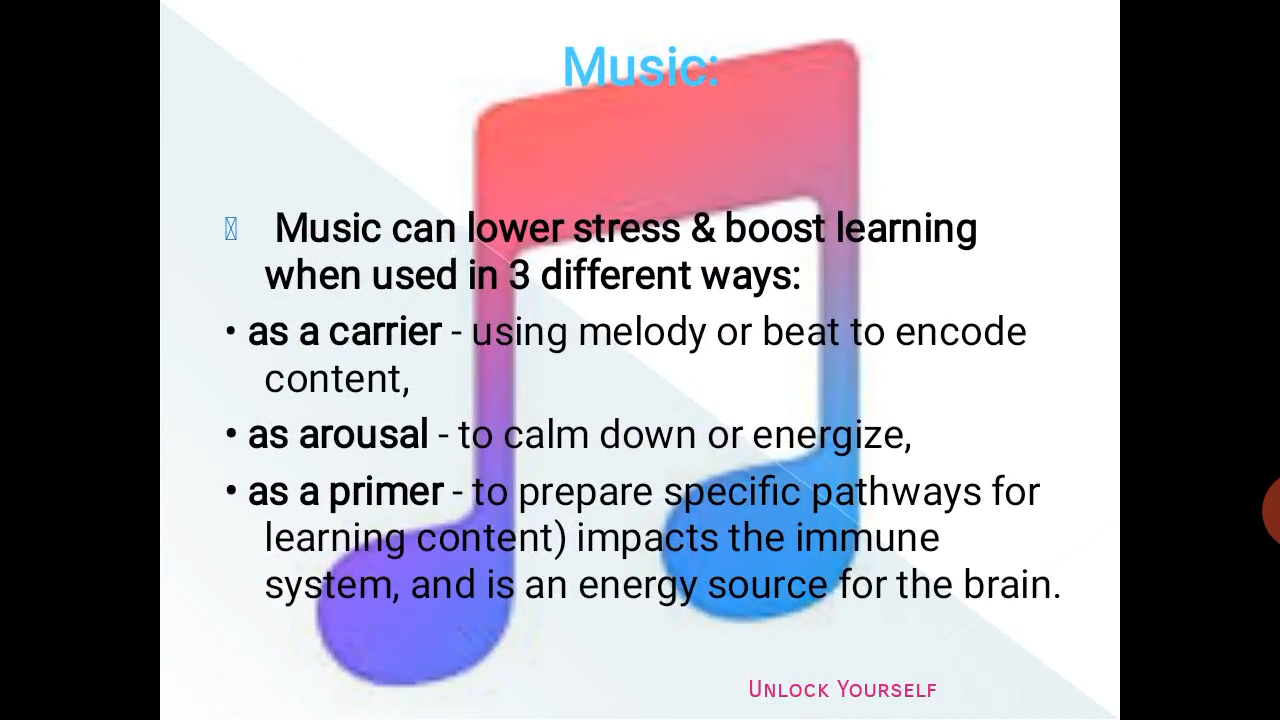 Music:
Music can lower stress & boost learning
when used in 3 different ways:
• as a carrier - using melody or beat to encode
content,
• as arousal - to calm down or energize,
• as a primer - to prepare specific pathways for
learning content) impacts the immune
system, and is an energy source for the brain.
Unlock Yourself